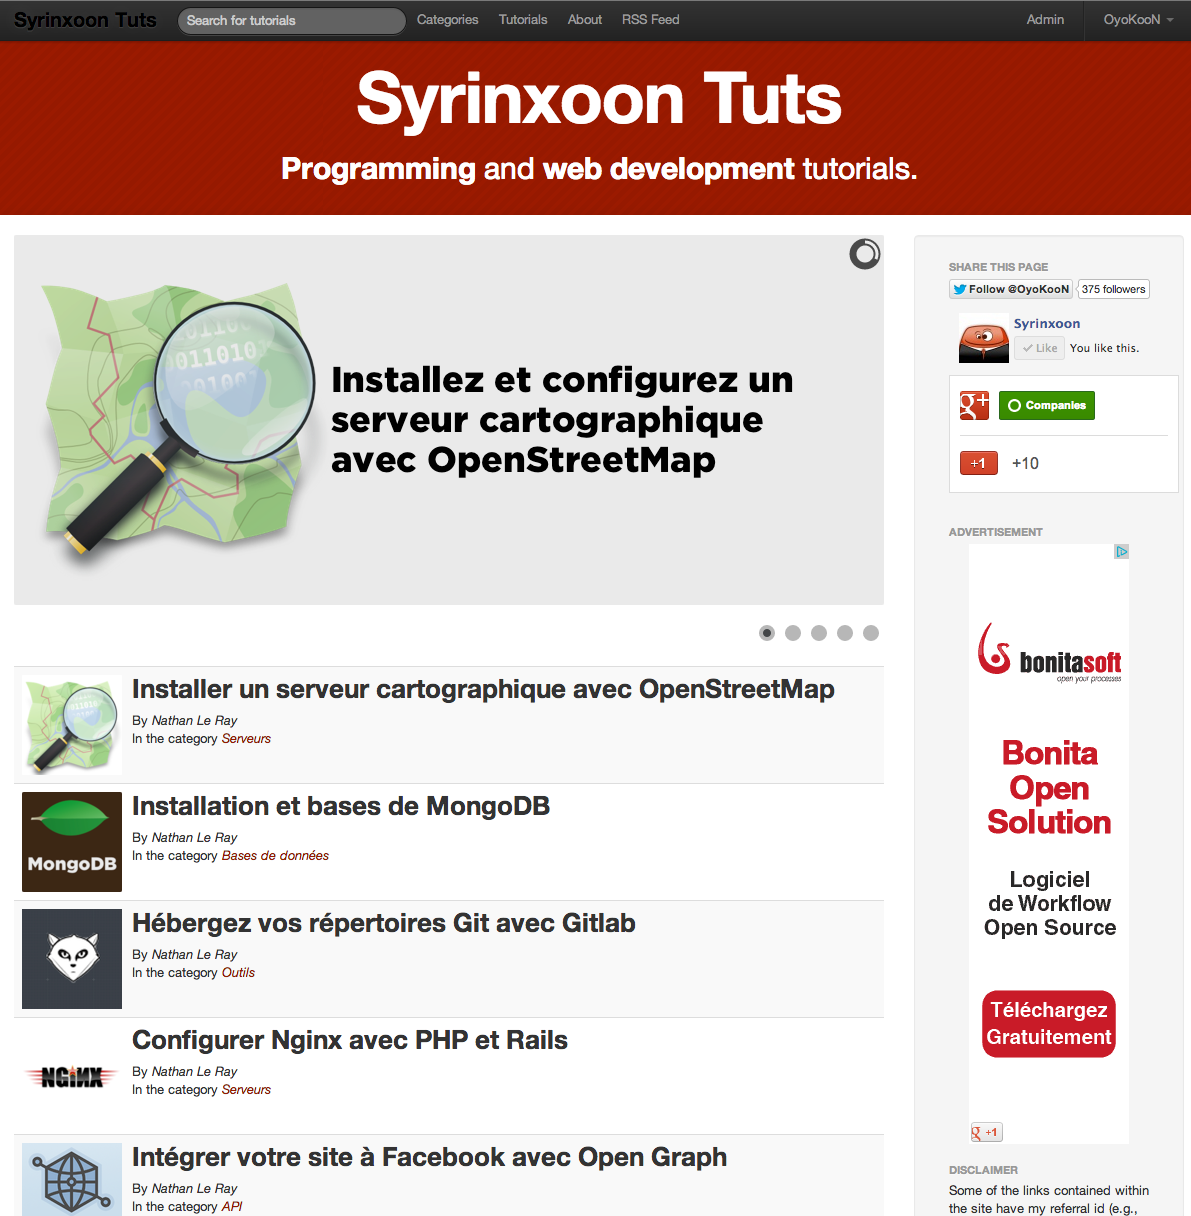 Syrinxoon Tuts
Search for tutorials
Categories
Tutorials
About
RSS Feed
Admin
OyoKooN
Syrinxoon Tuts
Programming and web development tutorials.
Installez et configurez un
serveur cartographique
avec OpenStreetMap
Installer un serveur cartographique avec OpenStreetMap
By Nathan Le Ray
In the category Serveurs
MongoDB
Installation et bases de MongoDB
By Nathan Le Ray
In the category Bases de données
Hébergez vos répertoires Git avec Gitlab
By Nathan Le Ray
In the category Outils
NGiNX
Configurer Nginx avec PHP et Rails
By Nathan Le Ray
In the category Serveurs
Intégrer votre site à Facebook avec Open Graph
By Nathan Le Ray
In the category API
SHARE THIS PAGE
Follow @OyoKooN
375 followers
Syrinxoon
Like
You like this.
g+
Companies
+1
+10
ADVERTISEMENT
bonitasoft
open your processes
Bonita
Open
Solution
Logiciel
de Workflow
Open Source
Téléchargez
Gratuitement
g +1
DISCLAIMER
Some of the links contained within
the site have my referral id (e.g.,